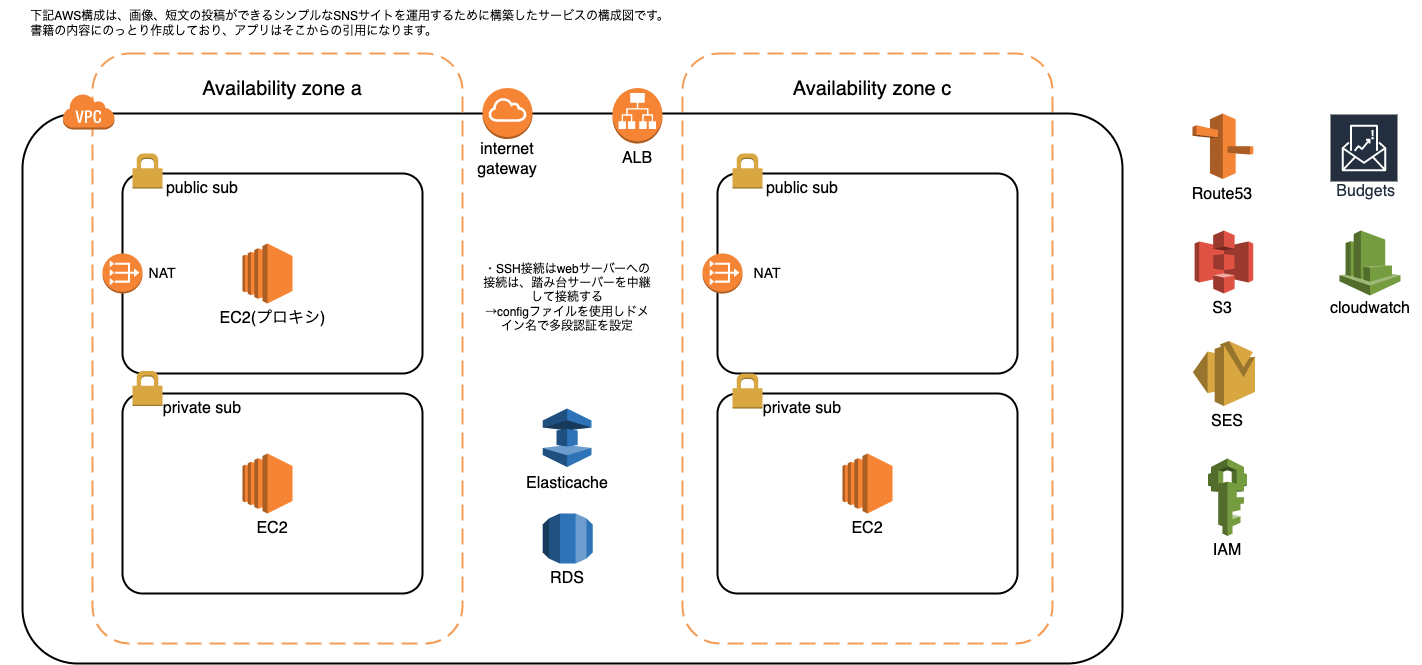 下記AWS構成は、画像、短文の投稿ができるシンプルなSNSサイトを運用するために構築したサービスの構成図です。
書籍の内容にのっとり作成しており、アプリはそこからの引用になります。
Availability zone a
Availability zone c
VPC
internet
gateway
ALB
public sub
public sub
NAT
EC2(プロキシ)
・SSH接続はwebサーバーへの
接続は、踏み台サーバーを中継
して接続する
→configファイルを使用しドメ
イン名で多段認証を設定
NAT
private sub
private sub
EC2
Elasticache
RDS
EC2
Route53
Budgets
S3
cloudwatch
SES
IAM